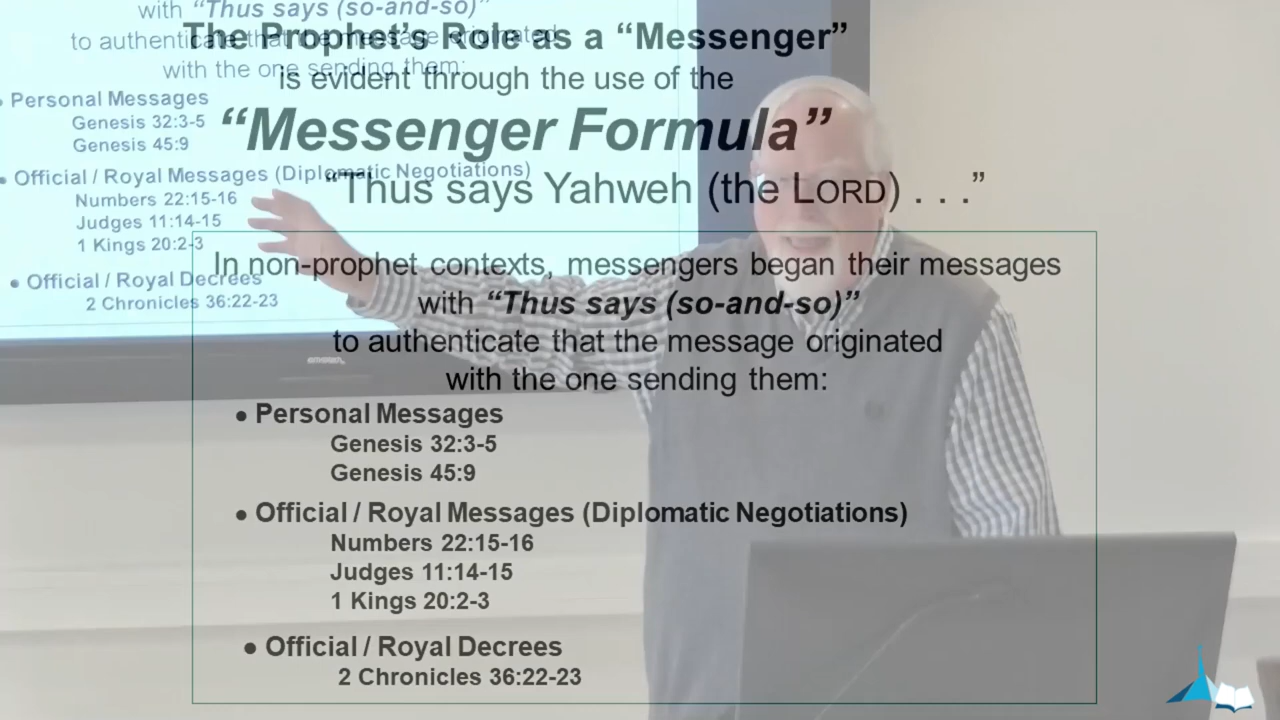 The Prophet's Role as a “Messenger”
is evident through the use of the
“Messenger Formula”
“Thus says Yahweh (the LORD) . . .”
In non-prophet contexts, messengers began their messages
with “Thus says (so-and-so)”
to authenticate that the message originated
with the one sending them:
● Personal Messages
Genesis 32:3-5
Genesis 45:9
● Official / Royal Messages (Diplomatic Negotiations)
Numbers 22:15-16
Judges 11:14-15
1 Kings 20:2-3
● Official / Royal Decrees
2 Chronicles 36:22-23
with “Thus says (so-and-so)”
to authenticate that the message originated
with the one sending them:
● Personal Messages
Genesis 32:3-5
Genesis 45:9
● Official / Royal Messages (Diplomatic Negotiations)
Numbers 22:15-16
Judges 11:14-15
1 Kings 20:2-3
● Official / Royal Decrees
2 Chronicles 36:22-23